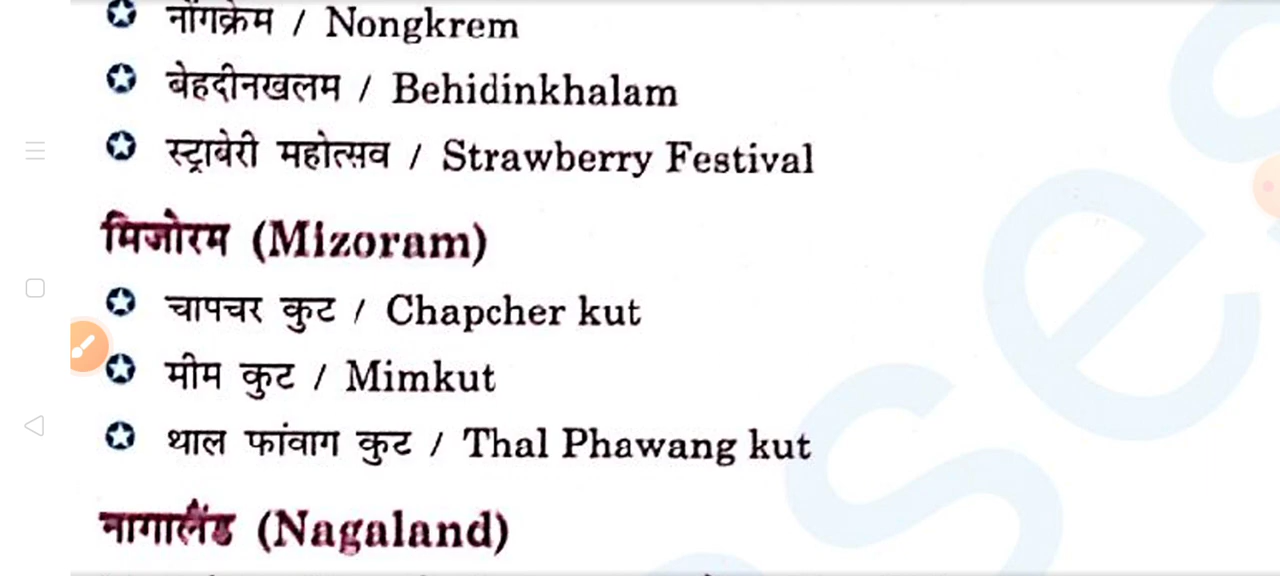 नोंगक्रेम / Nongkrem
बेहदीनखलम / Behidinkhalam
स्ट्राबेरी महोत्सव / Strawberry Festival
मिजोरम (Mizoram)
चापचर कुट / Chapcher kut
मीम कुट / Mimkut
थाल फांवाग कुट / Thal Phawang kut
नागालैंड (Nagaland)